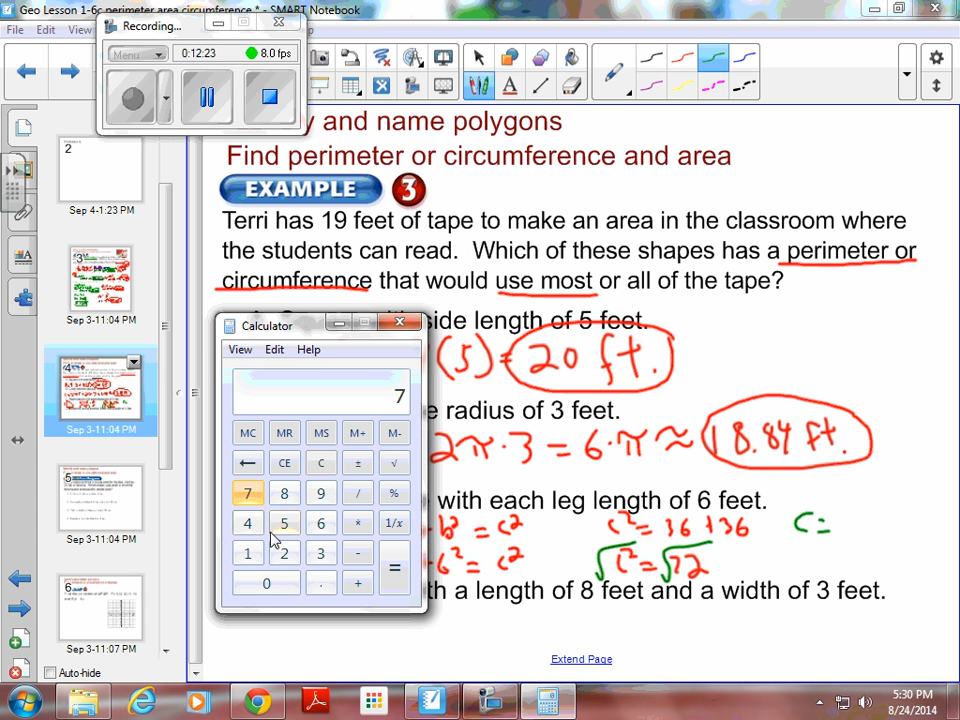 Geo Lesson 1-6c perimeter area circumference * - SMART Notebook
Recording...
File Edit View
Menu 0:12:23 8.0 fps
y and name polygons
Find perimeter or circumference and area
EXAMPLE 3
Terri has 19 feet of tape to make an area in the classroom where
the students can read. Which of these shapes has a perimeter or
circumference that would use most or all of the tape?
side length of 5 feet.
(5) = 20 ft.
e radius of 3 feet.
2π · 3 = 6 · π ≈ 18.84 ft.
with each leg length of 6 feet.
b² = c² c² = 36 + 36 c =
6² = c² √c² = √72
th a length of 8 feet and a width of 3 feet.
Extend Page
Calculator
View Edit Help
7
MC MR MS M+ M-
← CE C ± √
7 8 9 / %
4 5 6 * 1/x
1 2 3 - =
0 . +
2
Sep 4-1:23 PM
3
Sep 3-11:04 PM
4
Sep 3-11:04 PM
5
Sep 3-11:04 PM
6
Sep 3-11:07 PM
Auto-hide
5:30 PM
8/24/2014